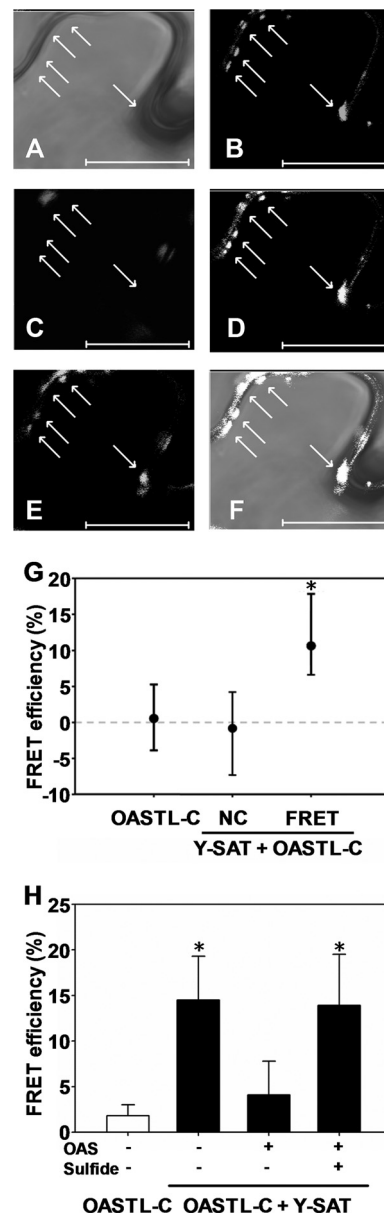 A
B
C
D
E
F
G
FRET efficiency (%)
20
15
10
5
0
-5
-10
*
OASTL-C NC FRET
Y-SAT + OASTL-C
H
FRET efficiency (%)
25
20
15
10
5
0
* *
OAS - - + +
Sulfide - - - +
OASTL-C OASTL-C + Y-SAT